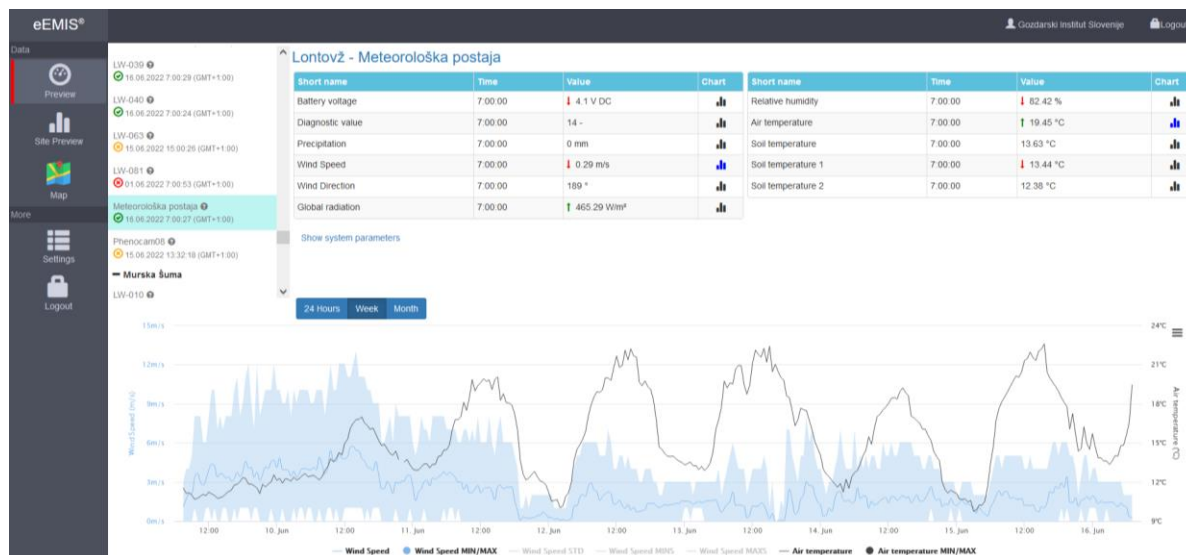 eEMIS®
Gozdarski Institut Slovenije
Logout
Data
Preview
Site Preview
Map
More
Settings
Logout
LW-039
16.06.2022 7:00:29 (GMT+1:00)
LW-040
16.06.2022 7:00:24 (GMT+1:00)
LW-063
15.06.2022 15:00:26 (GMT+1:00)
LW-081
01.06.2022 7:00:53 (GMT+1:00)
Meteorološka postaja
16.06.2022 7:00:27 (GMT+1:00)
Phenocam08
15.06.2022 13:32:18 (GMT+1:00)
Murska Šuma
LW-010
Lontovž - Meteorološka postaja
Short name Time Value Chart
Battery voltage 7:00:00 4.1 V DC
Diagnostic value 7:00:00 14 -
Precipitation 7:00:00 0 mm
Wind Speed 7:00:00 0.29 m/s
Wind Direction 7:00:00 189 °
Global radiation 7:00:00 465.29 W/m²
Short name Time Value Chart
Relative humidity 7:00:00 82.42 %
Air temperature 7:00:00 19.45 °C
Soil temperature 7:00:00 13.63 °C
Soil temperature 1 7:00:00 13.44 °C
Soil temperature 2 7:00:00 12.38 °C
Show system parameters
24 Hours Week Month
15m/s
12m/s
9m/s
6m/s
3m/s
0m/s
Wind Speed (m/s)
24°C
21°C
18°C
15°C
12°C
9°C
Air temperature (°C)
12:00 10. Jun 12:00 11. Jun 12:00 12. Jun 12:00 13. Jun 12:00 14. Jun 12:00 15. Jun 12:00 16. Jun
Wind Speed Wind Speed MIN/MAX Wind Speed STD Wind Speed MINS Wind Speed MAXS Air temperature Air temperature MIN/MAX